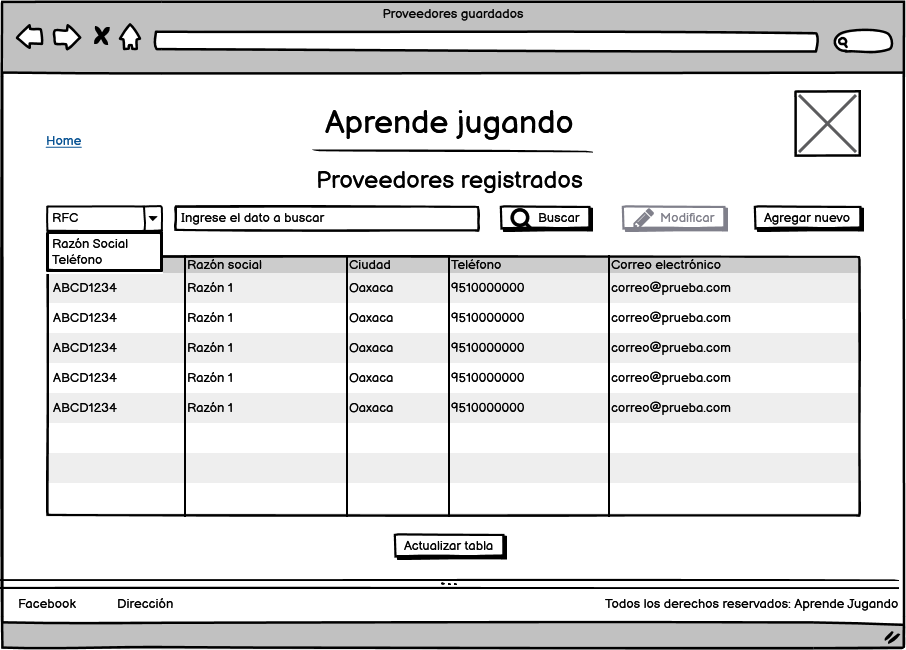 Proveedores guardados
Home
Aprende jugando
Proveedores registrados
RFC
Ingrese el dato a buscar
Buscar
Modificar
Agregar nuevo
Razón Social
Teléfono
Razón social Ciudad Teléfono Correo electrónico
ABCD1234 Razón 1 Oaxaca 9510000000 correo@prueba.com
ABCD1234 Razón 1 Oaxaca 9510000000 correo@prueba.com
ABCD1234 Razón 1 Oaxaca 9510000000 correo@prueba.com
ABCD1234 Razón 1 Oaxaca 9510000000 correo@prueba.com
ABCD1234 Razón 1 Oaxaca 9510000000 correo@prueba.com
Actualizar tabla
Facebook Dirección Todos los derechos reservados: Aprende Jugando